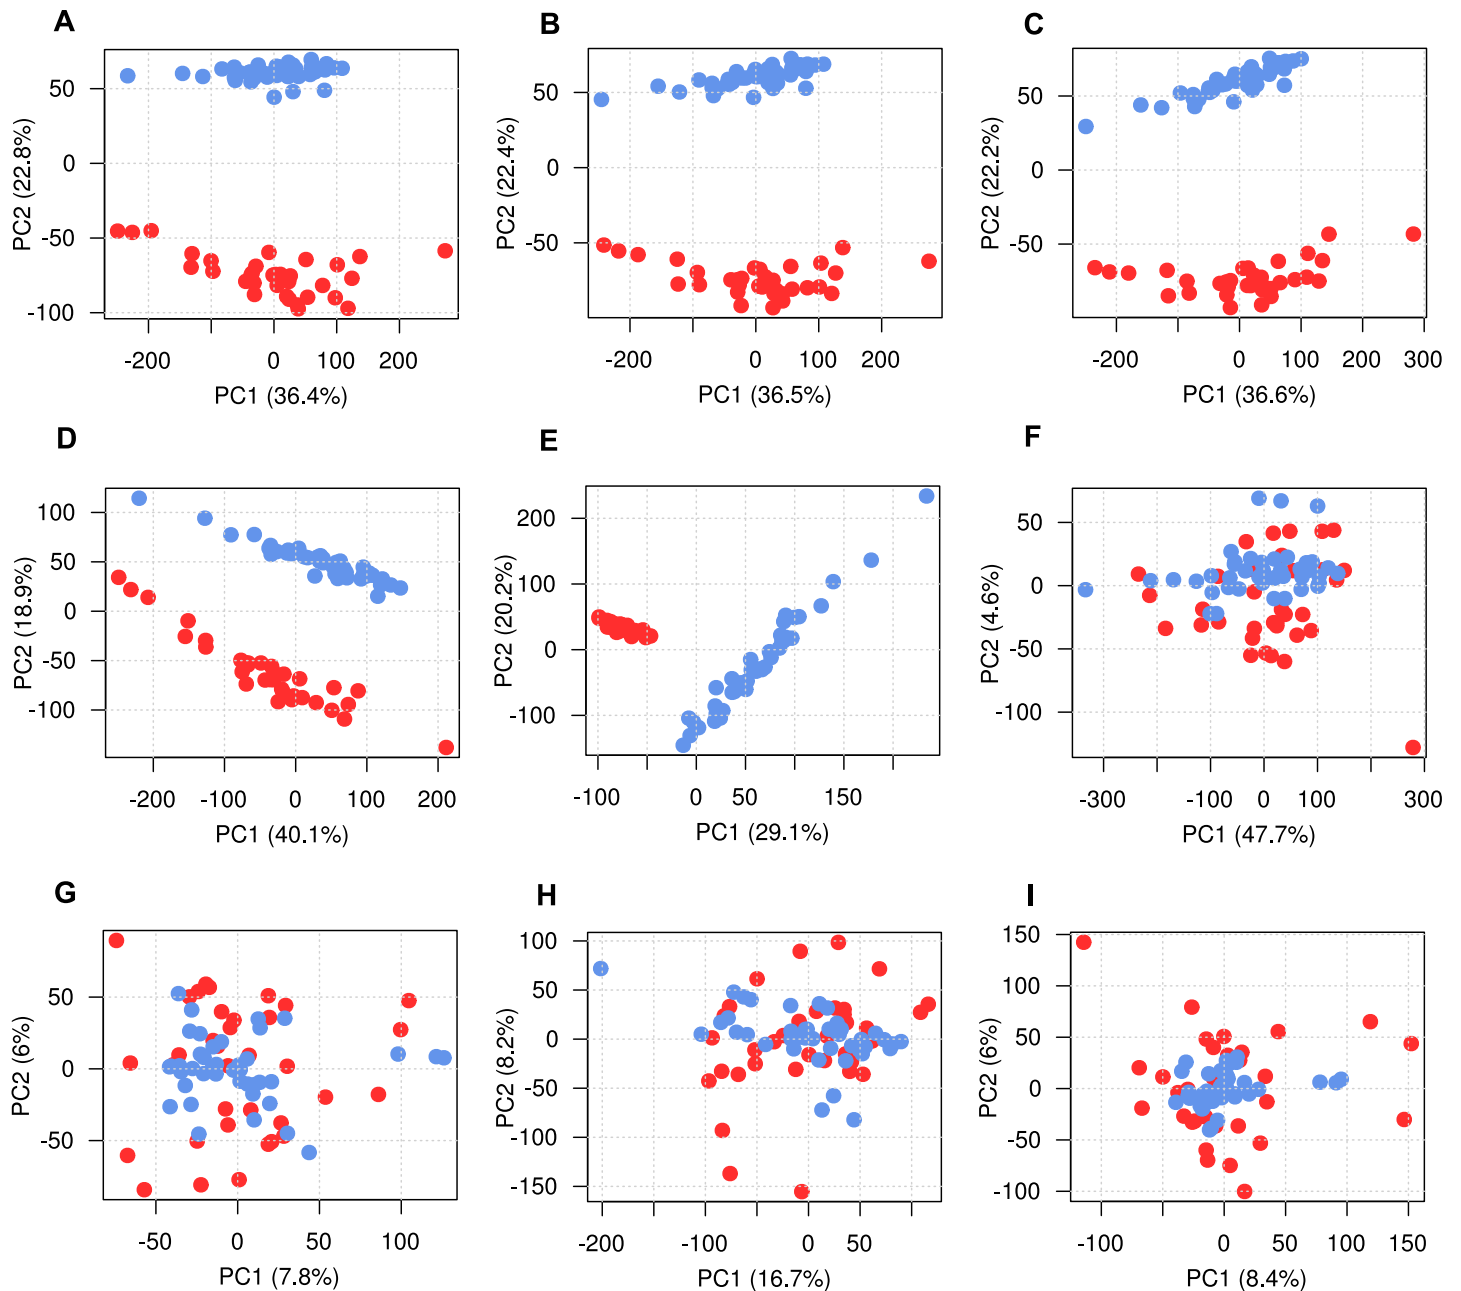 A
B
C
50
0
-50
-100
PC2 (22.8%)
-200
0
100
200
PC1 (36.4%)
50
0
-50
PC2 (22.4%)
-200
0
100
200
PC1 (36.5%)
50
0
-50
PC2 (22.2%)
-200
0
100
200
300
PC1 (36.6%)
D
E
F
100
50
0
-50
-100
PC2 (18.9%)
-200
-100
0
100
200
PC1 (40.1%)
200
100
0
-100
PC2 (20.2%)
-100
0
50
150
PC1 (29.1%)
50
0
-50
-100
PC2 (4.6%)
-300
-100
0
100
300
PC1 (47.7%)
G
H
I
50
0
-50
PC2 (6%)
-50
0
50
100
PC1 (7.8%)
100
50
0
-50
-100
-150
PC2 (8.2%)
-200
-100
0
50
PC1 (16.7%)
150
100
50
0
-50
-100
PC2 (6%)
-100
0
50
100
150
PC1 (8.4%)